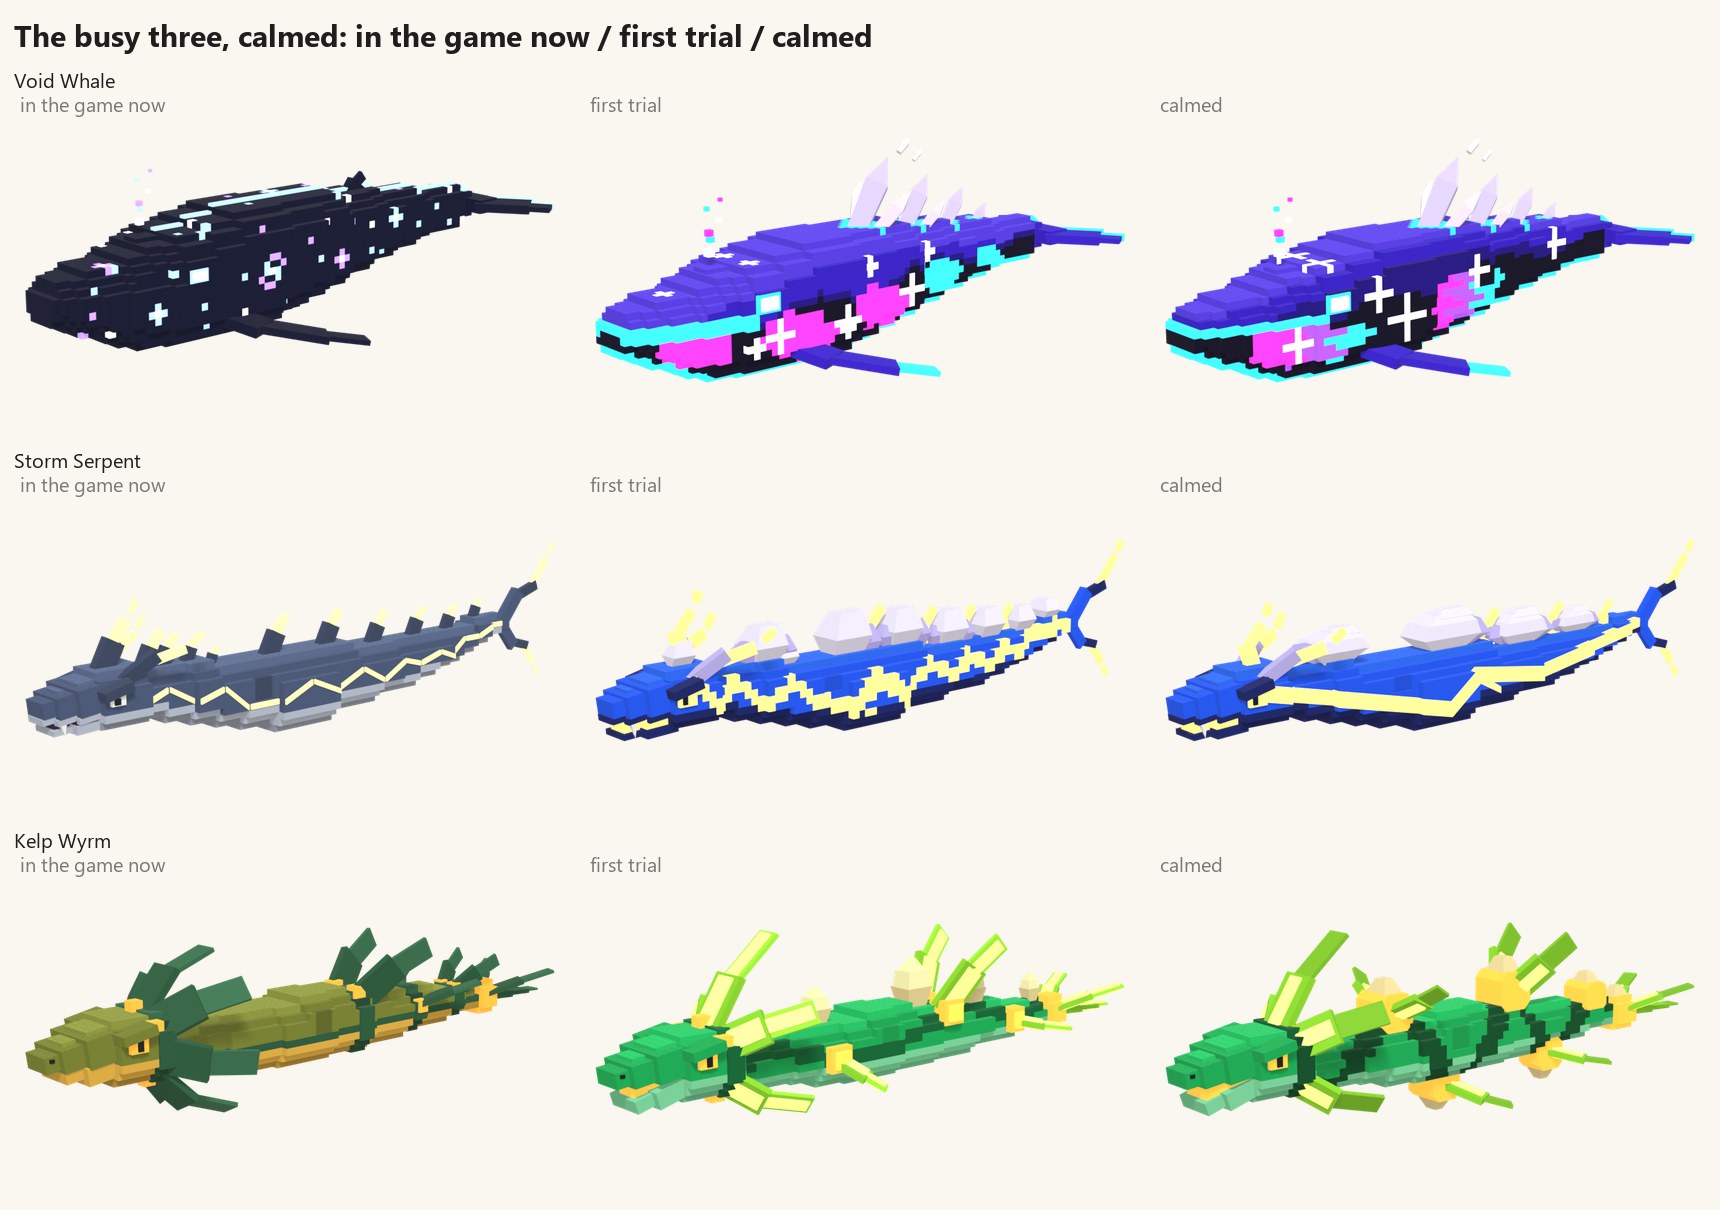 The busy three, calmed: in the game now / first trial / calmed
Void Whale
in the game now
first trial
calmed
Storm Serpent
in the game now
first trial
calmed
Kelp Wyrm
in the game now
first trial
calmed